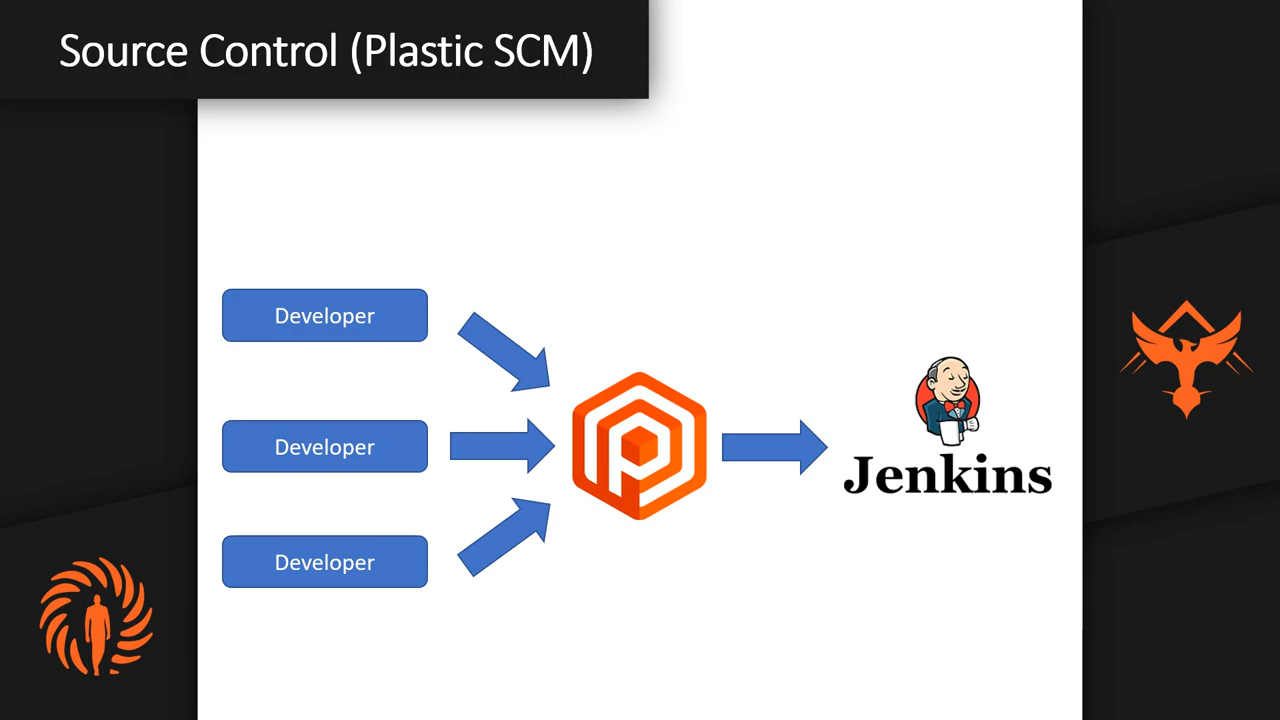 Source Control (Plastic SCM)
Developer
Developer
Developer
Jenkins